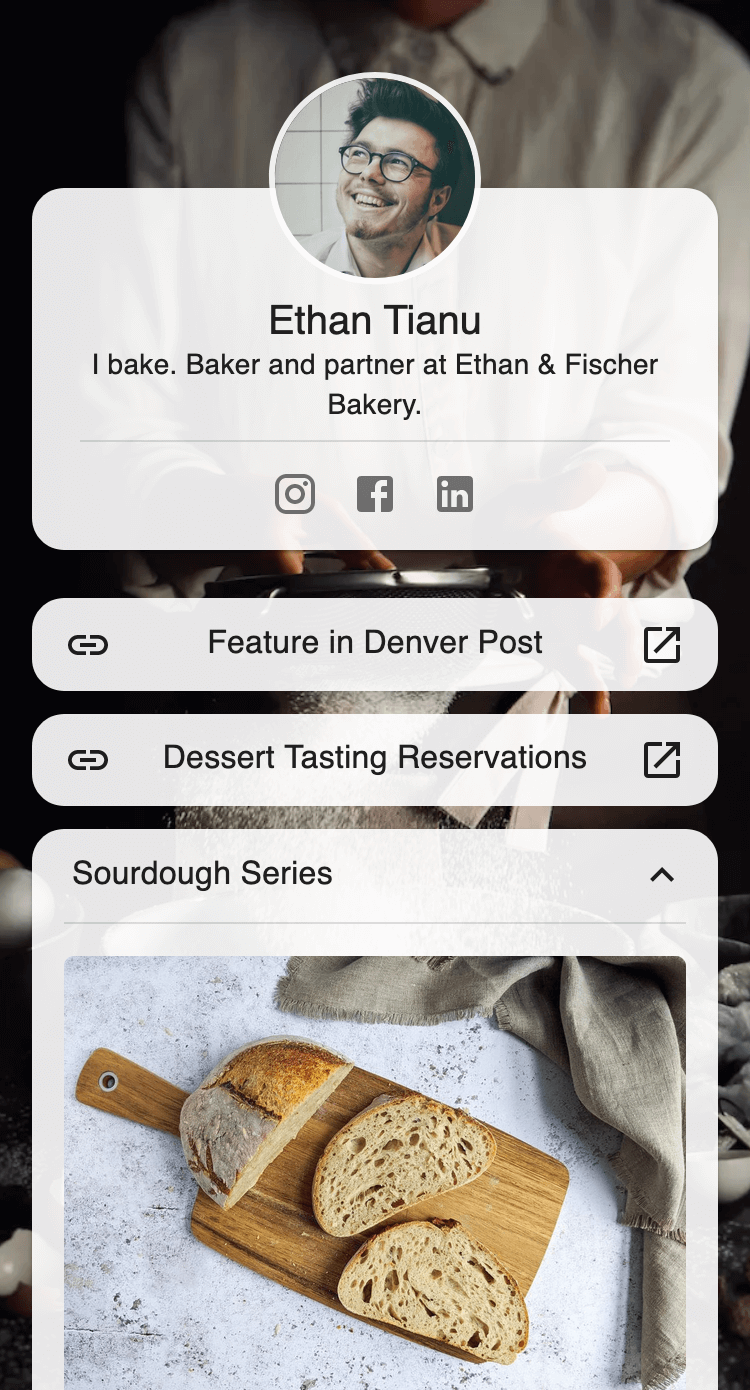 Ethan Tianu
I bake. Baker and partner at Ethan & Fischer
Bakery.
Feature in Denver Post
Dessert Tasting Reservations
Sourdough Series